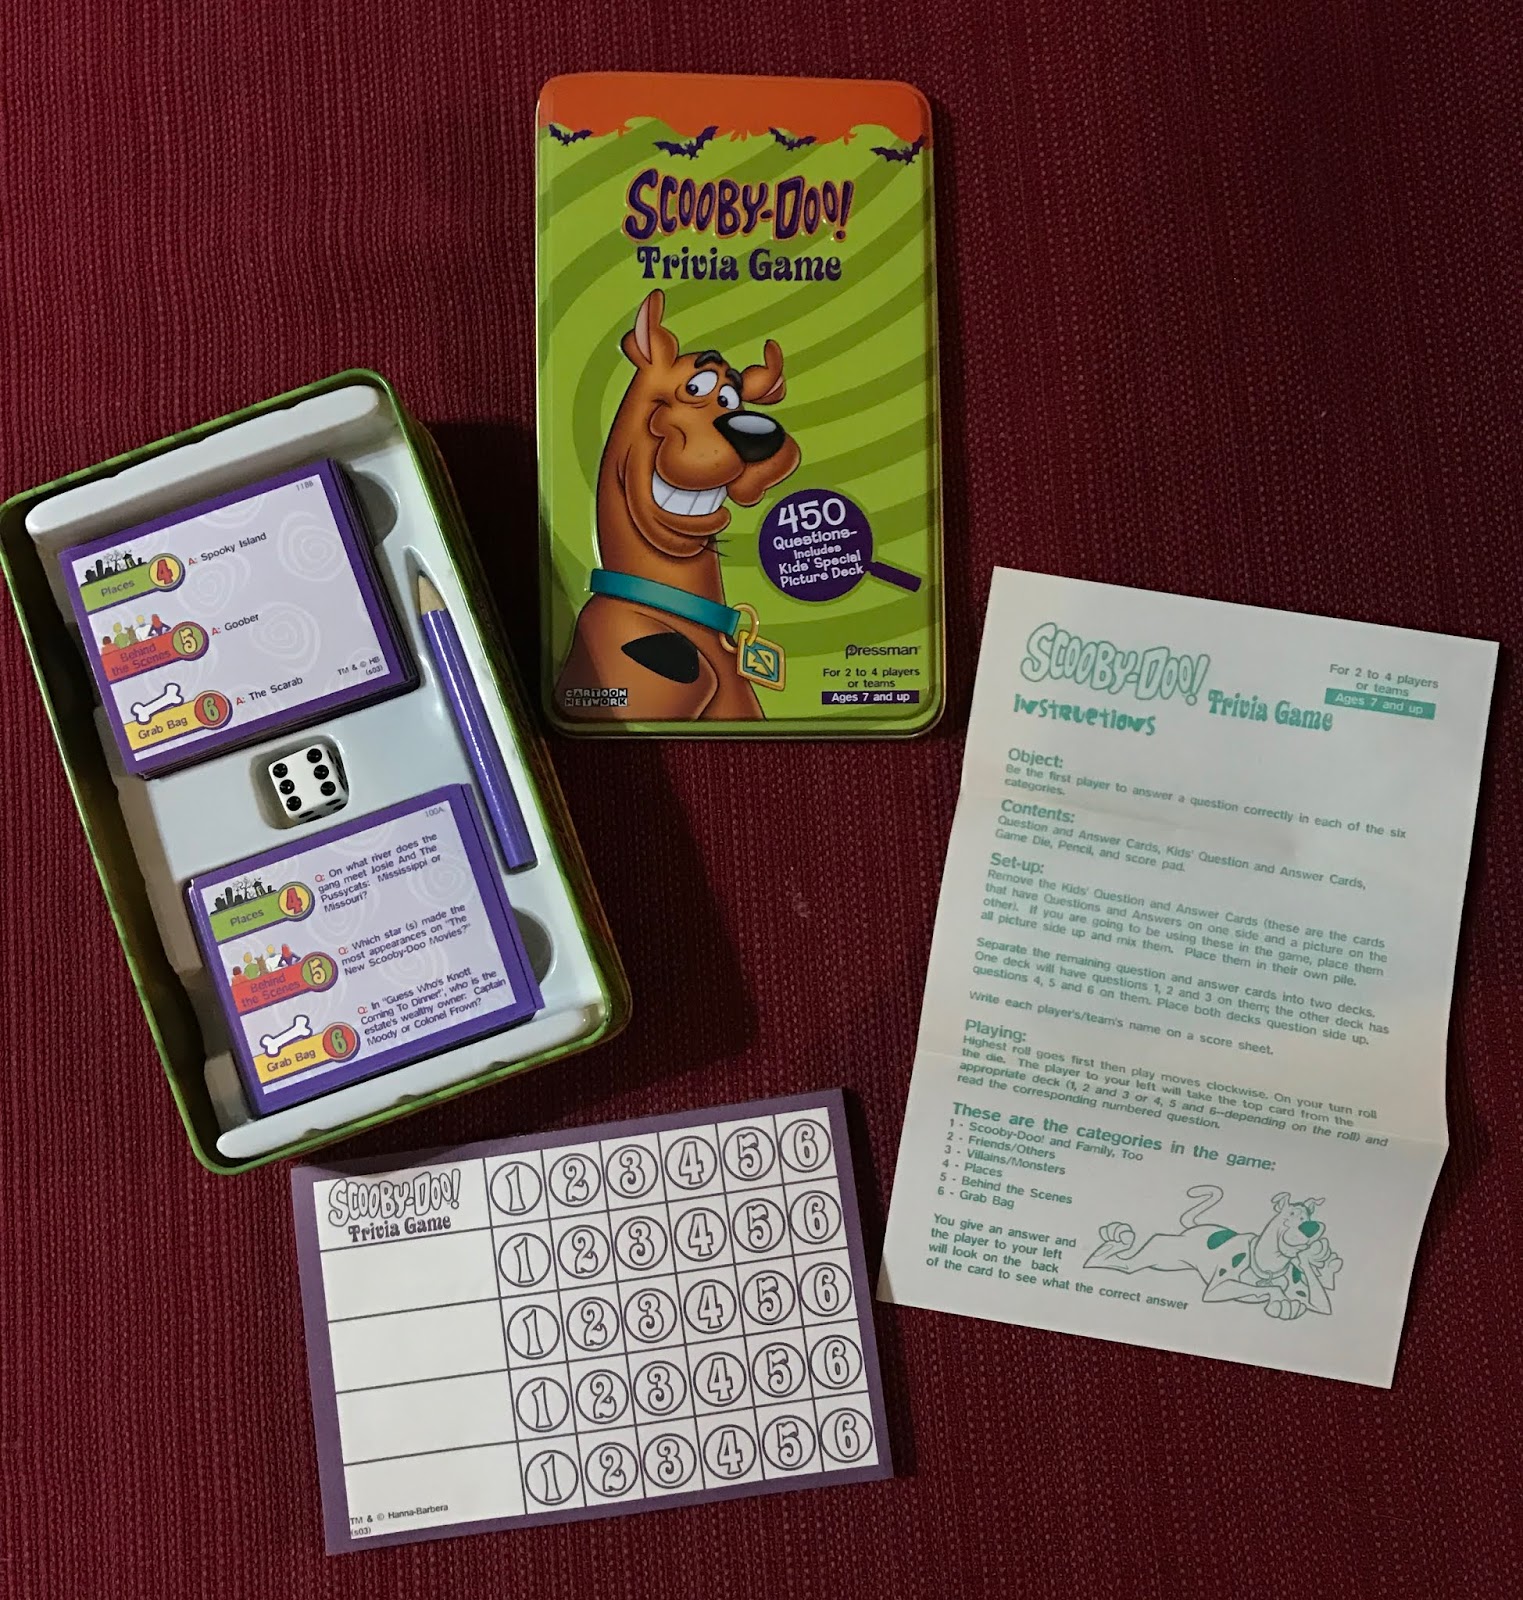 SCOOBY-DOO!
Trivia Game
450
Questions–
Includes
Kids' Special
Picture Deck
Pressman®
For 2 to 4 players
or teams
Ages 7 and up
CARTOON
NETWORK
118B
Places 4
A: Spooky Island
Behind
the Scenes 5
A: Goober
Grab Bag 6
A: The Scarab
TM & © HB
(s03)
100A
Places 4
Q: On what river does the
gang meet Josie And The
Pussycats: Mississippi or
Missouri?
Behind
the Scenes 5
Q: Which star (s) made the
most appearances on "The
New Scooby-Doo Movies?"
Grab Bag 6
Q: In "Guess Who's Knott
Coming To Dinner", who is the
estate's wealthy owner: Captain
Moody or Colonel Frown?
SCOOBY-DOO! Trivia Game
INSTRUCTIONS
For 2 to 4 players
or teams
Ages 7 and up
Object:
Be the first player to answer a question correctly in each of the six
categories.
Contents:
Question and Answer Cards, Kids' Question and Answer Cards,
Game Die, Pencil, and score pad.
Set-up:
Remove the Kids' Question and Answer Cards (these are the cards
that have Questions and Answers on one side and a picture on the
other). If you are going to be using these in the game, place them
all picture side up and mix them. Place them in their own pile.
Separate the remaining question and answer cards into two decks.
One deck will have questions 1, 2 and 3 on them; the other deck has
questions 4, 5 and 6 on them. Place both decks question side up.
Write each player's/team's name on a score sheet.
Playing:
Highest roll goes first then play moves clockwise. On your turn roll
the die. The player to your left will take the top card from the
appropriate deck (1, 2 and 3 or 4, 5 and 6--depending on the roll) and
read the corresponding numbered question.
These are the categories in the game:
1 - Scooby-Doo! and Family, Too
2 - Friends/Others
3 - Villains/Monsters
4 - Places
5 - Behind the Scenes
6 - Grab Bag
You give an answer and
the player to your left
will look on the back
of the card to see what the correct answer
SCOOBY-DOO!
Trivia Game
1 2 3 4 5 6
1 2 3 4 5 6
1 2 3 4 5 6
1 2 3 4 5 6
1 2 3 4 5 6
TM & © Hanna-Barbera
(s03)